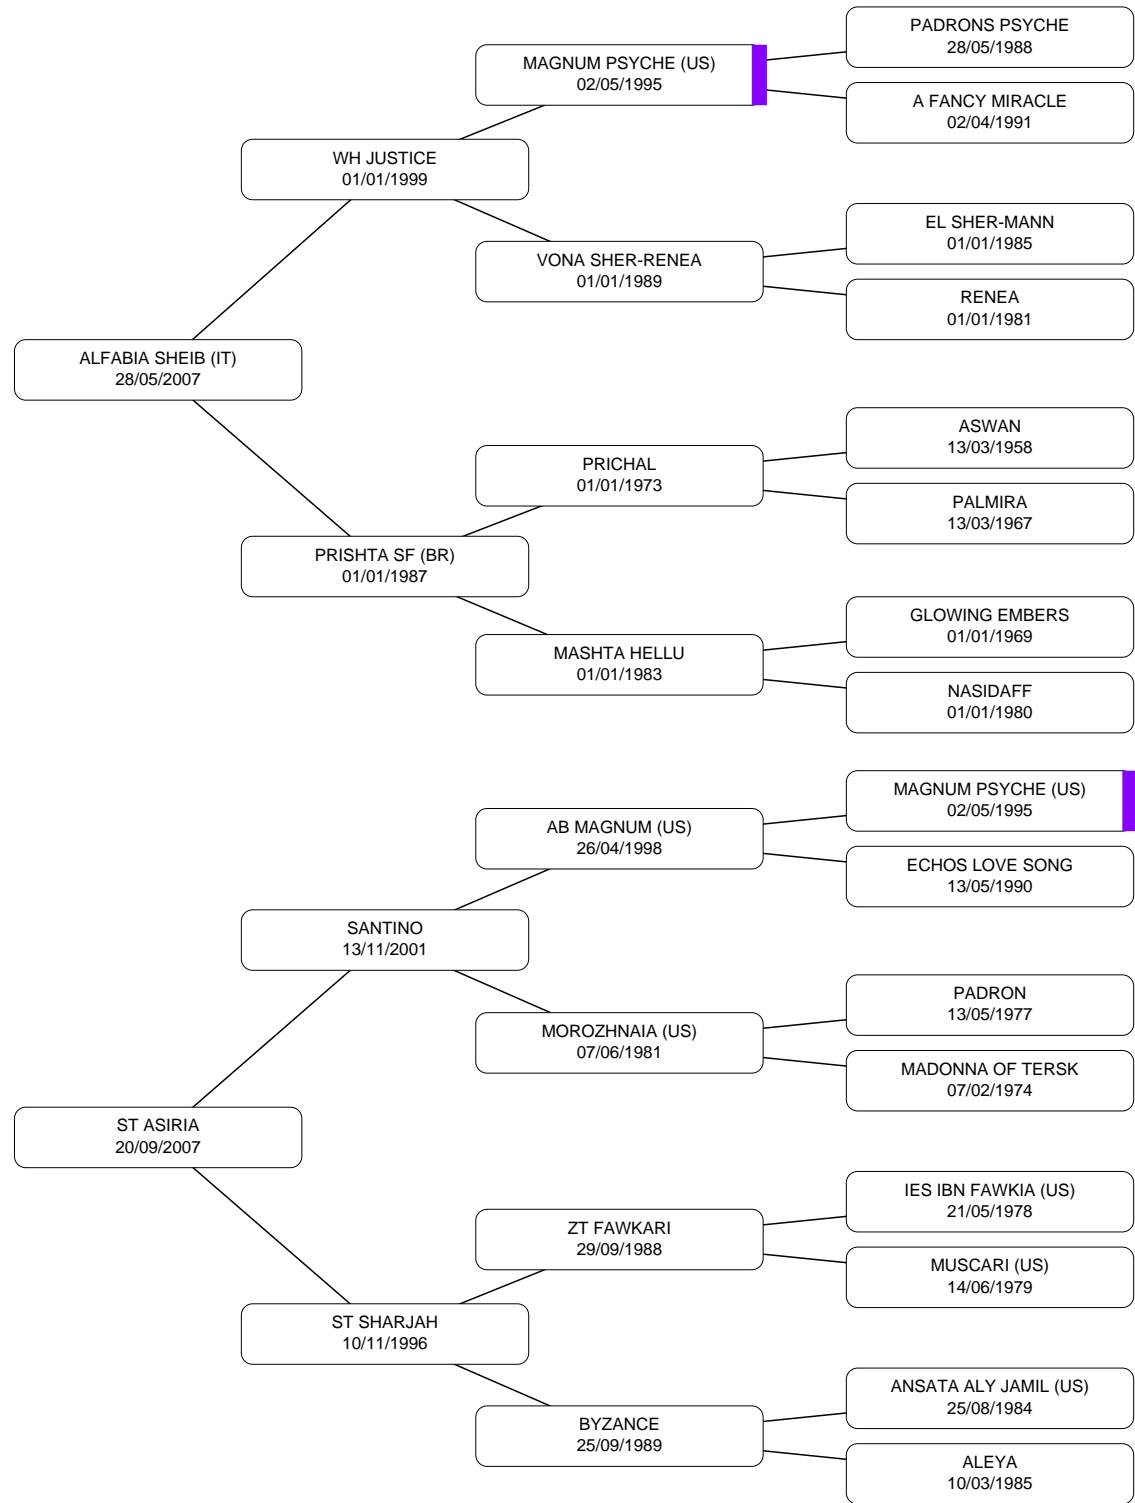 PADRONS PSYCHE
28/05/1988
MAGNUM PSYCHE (US)
02/05/1995
A FANCY MIRACLE
02/04/1991
WH JUSTICE
01/01/1999
EL SHER-MANN
01/01/1985
VONA SHER-RENEA
01/01/1989
RENEA
01/01/1981
ALFABIA SHEIB (IT)
28/05/2007
ASWAN
13/03/1958
PRICHAL
01/01/1973
PALMIRA
13/03/1967
PRISHTA SF (BR)
01/01/1987
GLOWING EMBERS
01/01/1969
MASHTA HELLU
01/01/1983
NASIDAFF
01/01/1980
MAGNUM PSYCHE (US)
02/05/1995
AB MAGNUM (US)
26/04/1998
ECHOS LOVE SONG
13/05/1990
SANTINO
13/11/2001
PADRON
13/05/1977
MOROZHNAIA (US)
07/06/1981
MADONNA OF TERSK
07/02/1974
ST ASIRIA
20/09/2007
IES IBN FAWKIA (US)
21/05/1978
ZT FAWKARI
29/09/1988
MUSCARI (US)
14/06/1979
ST SHARJAH
10/11/1996
ANSATA ALY JAMIL (US)
25/08/1984
BYZANCE
25/09/1989
ALEYA
10/03/1985